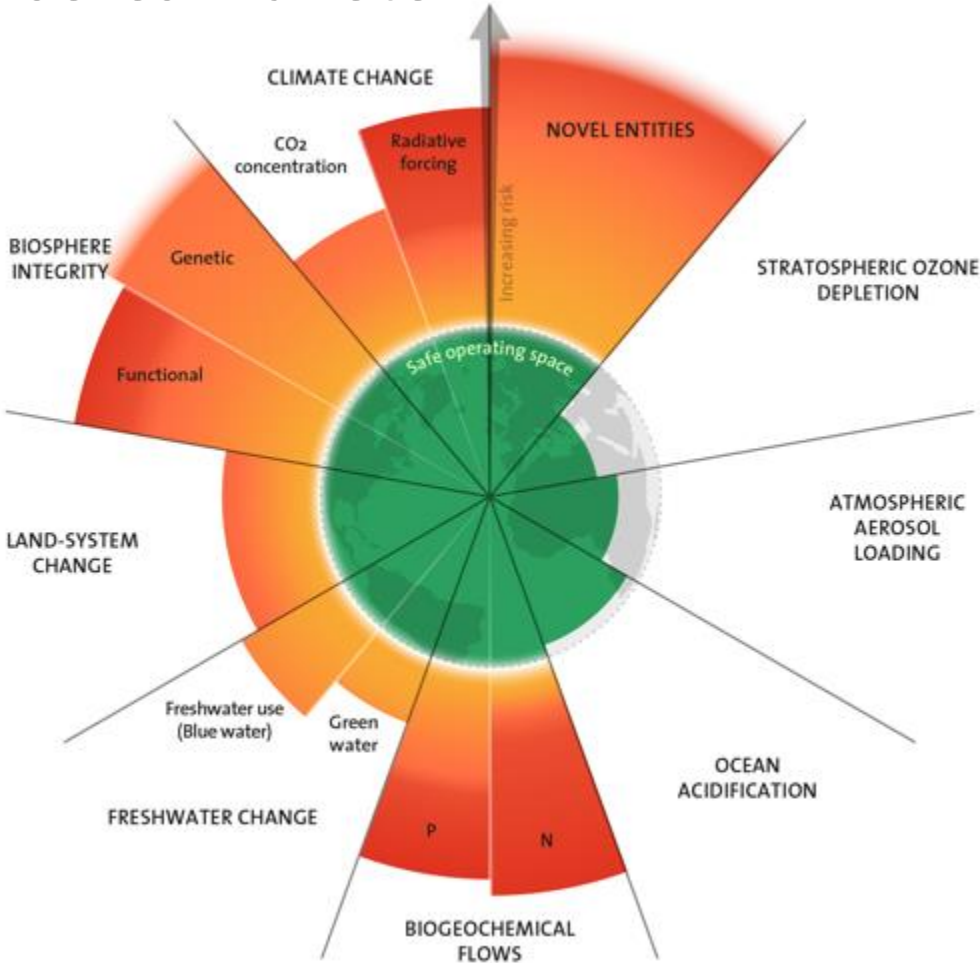 CLIMATE CHANGE
CO2
concentration
Radiative
forcing
NOVEL ENTITIES
Increasing risk
STRATOSPHERIC OZONE
DEPLETION
BIOSPHERE
INTEGRITY
Genetic
Functional
Safe operating space
ATMOSPHERIC
AEROSOL
LOADING
LAND-SYSTEM
CHANGE
Freshwater use
(Blue water)
Green
water
FRESHWATER CHANGE
OCEAN
ACIDIFICATION
P
N
BIOGEOCHEMICAL
FLOWS